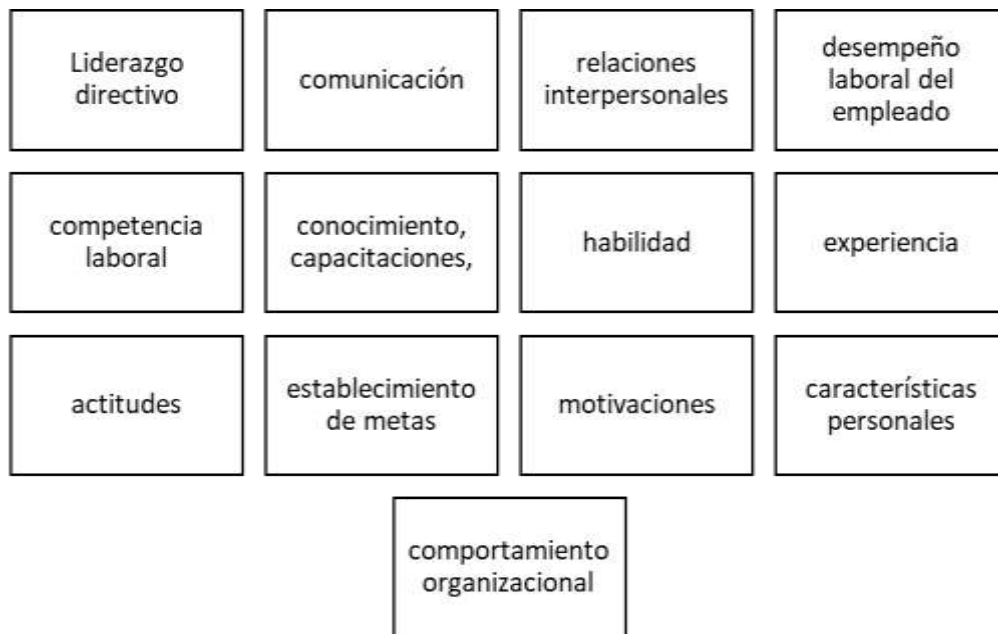 Liderazgo
directivo
comunicación
relaciones
interpersonales
desempeño
laboral del
empleado
competencia
laboral
conocimiento,
capacitaciones,
habilidad
experiencia
actitudes
establecimiento
de metas
motivaciones
carácterísticas
personales
comportamiento
organizacional